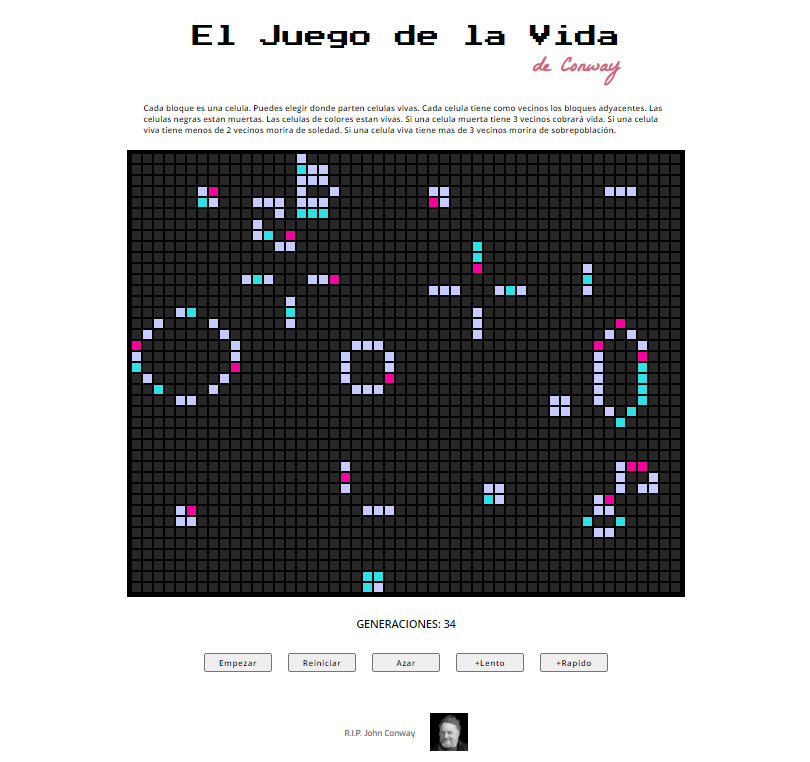 El Juego de la Vida
de Conway
Cada bloque es una celula. Puedes elegir donde parten celulas vivas. Cada celula tiene como vecinos los bloques adyacentes. Las
celulas negras estan muertas. Las celulas de colores estan vivas. Si una celula muerta tiene 3 vecinos cobrará vida. Si una celula
viva tiene menos de 2 vecinos morira de soledad. Si una celula viva tiene mas de 3 vecinos morira de sobrepoblación.
GENERACIONES: 34
Empezar
Reiniciar
Azar
+Lento
+Rapido
R.I.P. John Conway